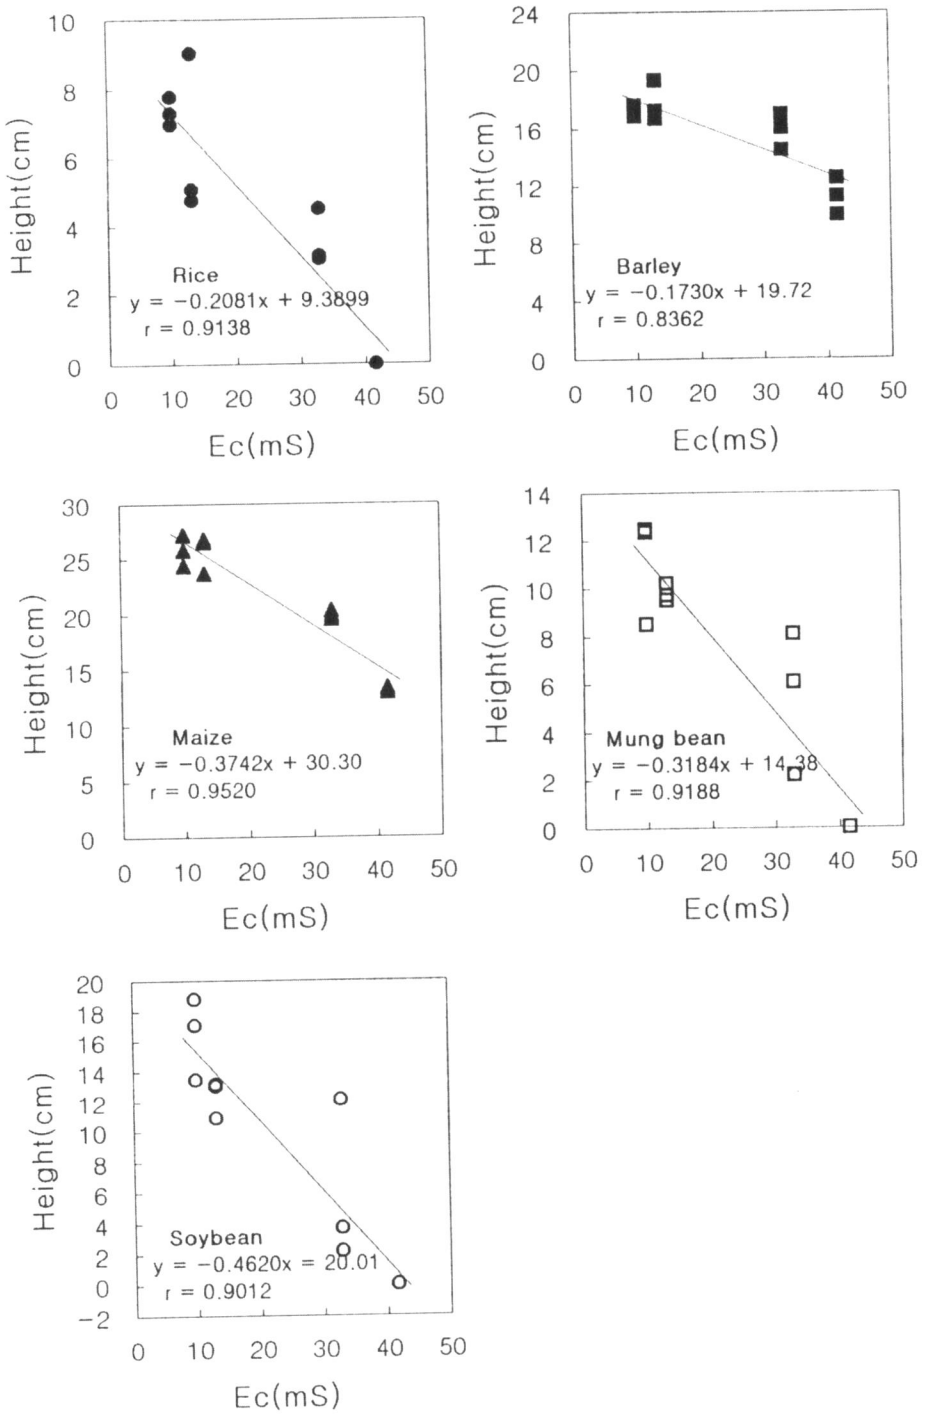 10
8
6
4
2
0
Height(cm)
Rice
y = −0.2081x + 9.3899
r = 0.9138
0 10 20 30 40 50
Ec(mS)
24
20
16
12
8
4
0
Height(cm)
Barley
y = −0.1730x + 19.72
r = 0.8362
0 10 20 30 40 50
Ec(mS)
30
25
20
15
10
5
0
Height(cm)
Maize
y = −0.3742x + 30.30
r = 0.9520
0 10 20 30 40 50
Ec(mS)
14
12
10
8
6
4
2
0
Height(cm)
Mung bean
y = −0.3184x + 14.38
r = 0.9188
0 10 20 30 40 50
Ec(mS)
20
18
16
14
12
10
8
6
4
2
0
−2
Height(cm)
Soybean
y = −0.4620x = 20.01
r = 0.9012
0 10 20 30 40 50
Ec(mS)